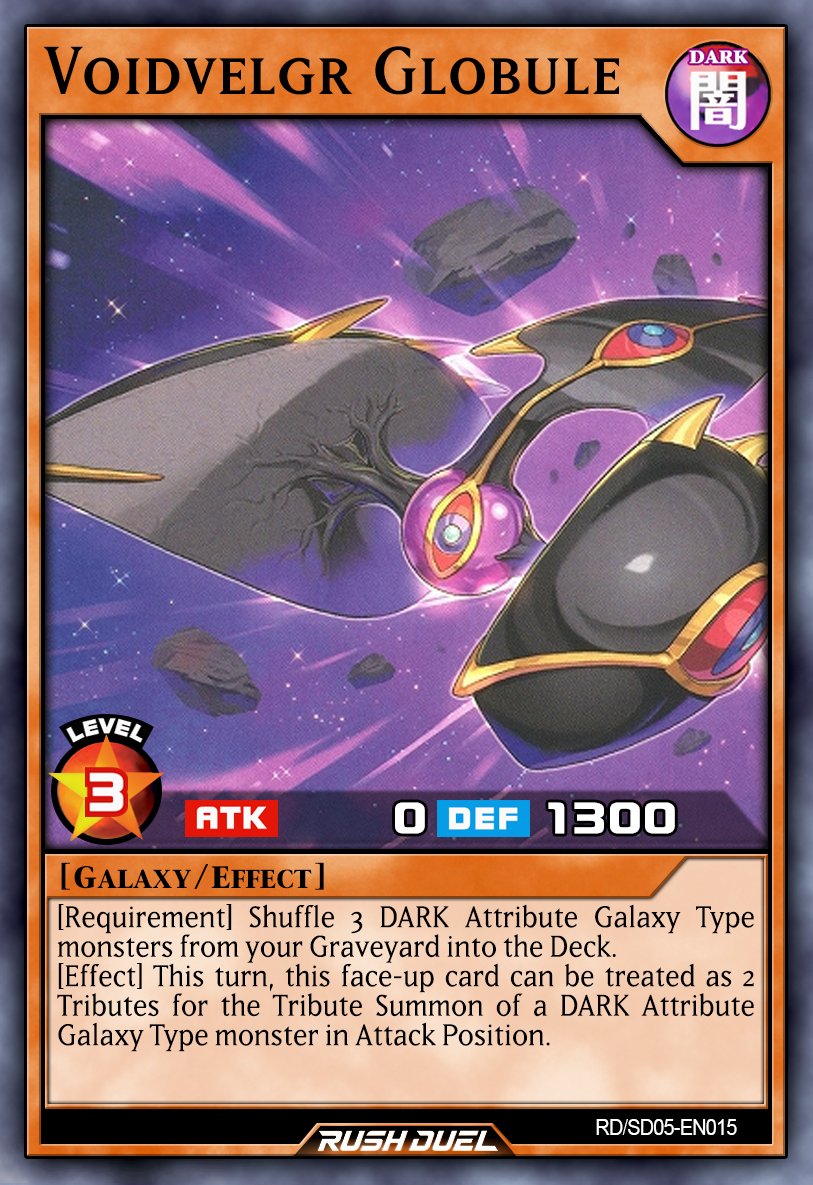 Voidvelgr Globule
DARK
闇
LEVEL
3
ATK 0 DEF 1300
[Galaxy/Effect]
[Requirement] Shuffle 3 DARK Attribute Galaxy Type
monsters from your Graveyard into the Deck.
[Effect] This turn, this face-up card can be treated as 2
Tributes for the Tribute Summon of a DARK Attribute
Galaxy Type monster in Attack Position.
RD/SD05-EN015
RUSH DUEL